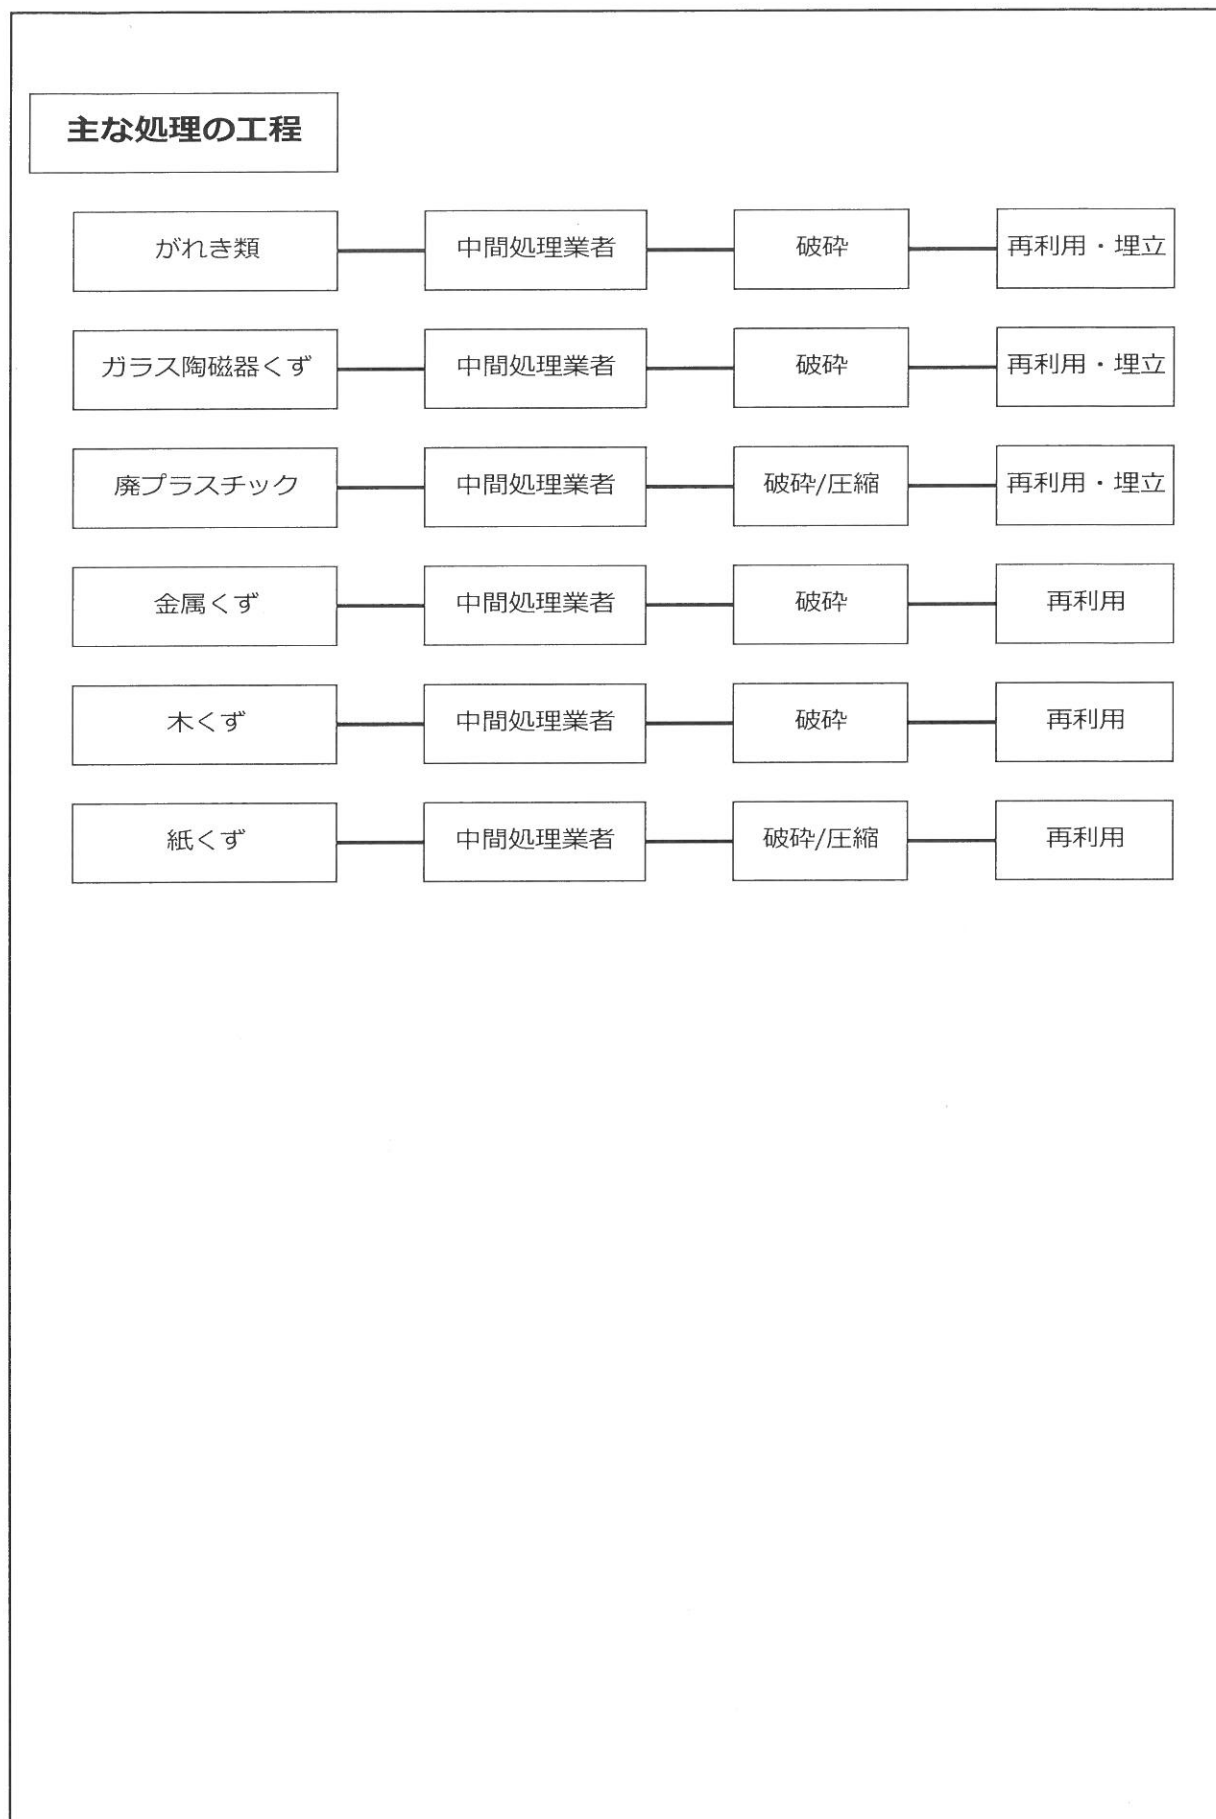 主な処理の工程
がれき類 中間処理業者 破砕 再利用・埋立
ガラス陶磁器くず 中間処理業者 破砕 再利用・埋立
廃プラスチック 中間処理業者 破砕/圧縮 再利用・埋立
金属くず 中間処理業者 破砕 再利用
木くず 中間処理業者 破砕 再利用
紙くず 中間処理業者 破砕/圧縮 再利用